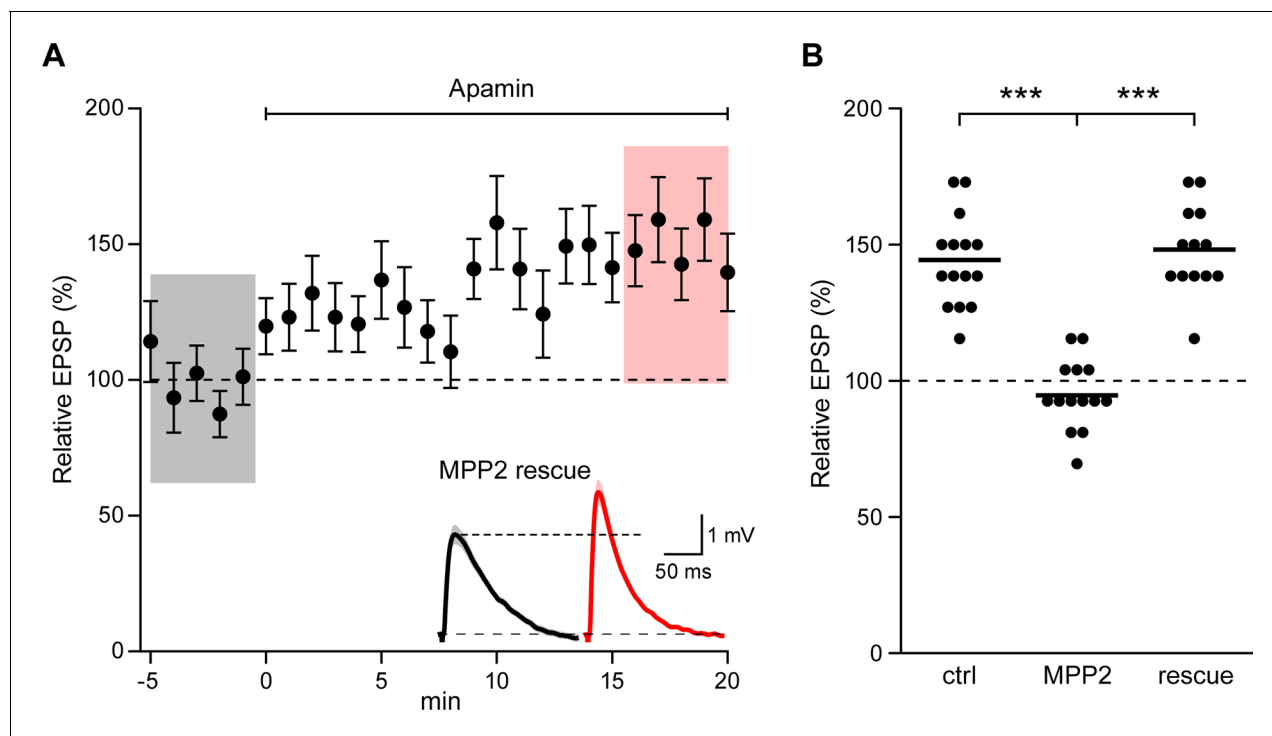 A
B
Apamin
*** ***
Relative EPSP (%)
200
150
100
50
0
-5 0 5 10 15 20
min
MPP2 rescue
1 mV
50 ms
Relative EPSP (%)
200
150
100
50
0
ctrl MPP2 rescue